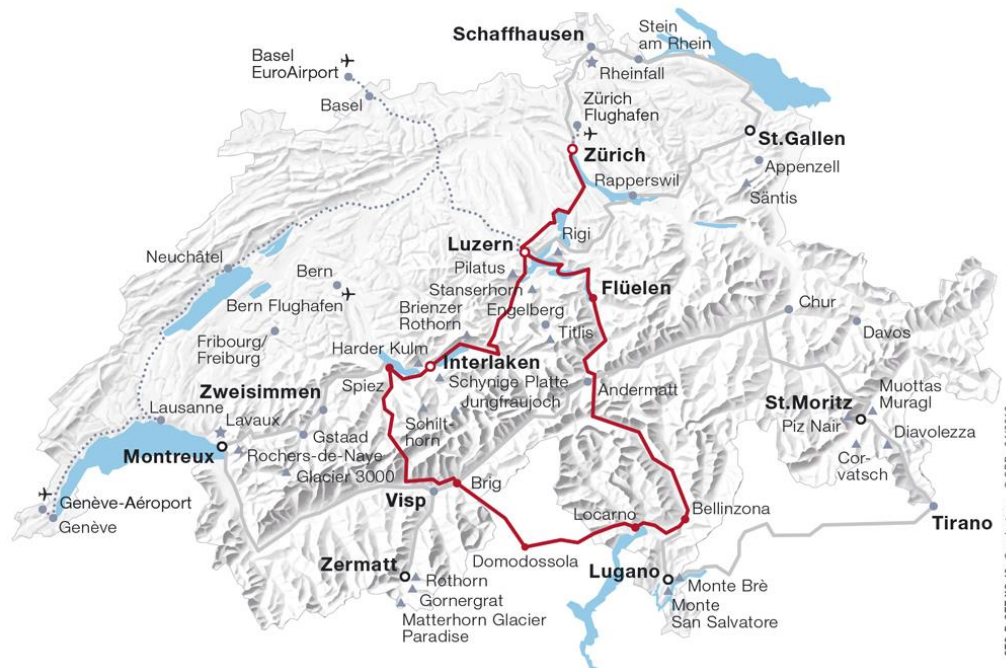 Schaffhausen
Stein
am Rhein
Basel
EuroAirport
Rheinfall
Basel
Zürich
Flughafen
St.Gallen
Zürich
Appenzell
Rapperswil
Säntis
Rigi
Luzern
Neuchâtel
Pilatus
Bern
Stanserhorn
Flüelen
Bern Flughafen
Brienzer
Rothorn
Engelberg
Chur
Titlis
Davos
Fribourg/
Freiburg
Harder Kulm
Interlaken
Spiez
Schynige Platte
Andermatt
Zweisimmen
Jungfraujoch
Muottas
Muragl
Lausanne
Lavaux
Schilt-
horn
St.Moritz
Piz Nair
Diavolezza
Gstaad
Montreux
Rochers-de-Naye
Cor-
vatsch
Glacier 3000
Brig
Visp
Genève-Aéroport
Genève
Locarno
Bellinzona
Tirano
Domodossola
Zermatt
Rothorn
Lugano
Monte Brè
Gornergrat
Monte
San Salvatore
Matterhorn Glacier
Paradise